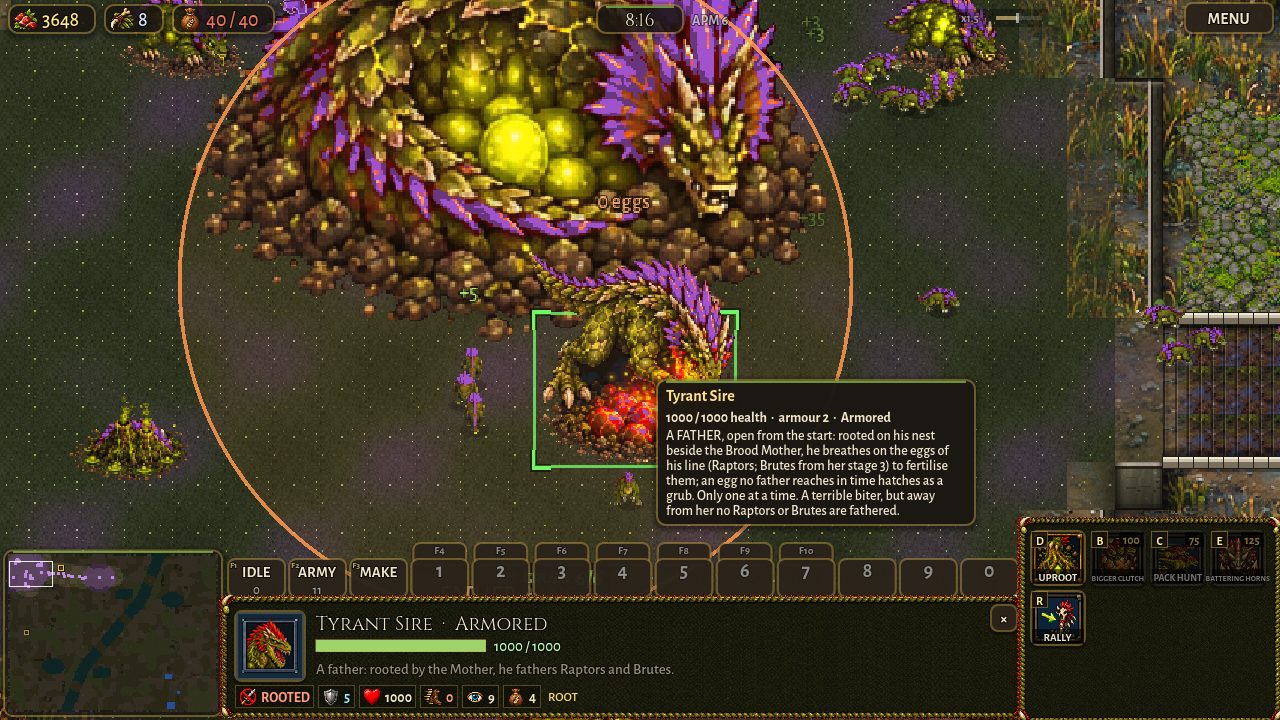 3648
8
40/40
8:16
APM 6
x1.5
MENU
+3
+3
0 eggs
+35
+5
Tyrant Sire
1000/1000 health · armour 2 · Armored
A FATHER, open from the start: rooted on his nest
beside the Brood Mother, he breathes on the eggs of
his line (Raptors; Brutes from her stage 3) to fertilise
them; an egg no father reaches in time hatches as a
grub. Only one at a time. A terrible biter, but away
from her no Raptors or Brutes are fathered.
F1 IDLE 0
F2 ARMY 11
MAKE
F4 F5 F6 F7 F8 F9 F10
1 2 3 4 5 6 7 8 9 0
Tyrant Sire · Armored
1000/1000
A father: rooted by the Mother, he fathers Raptors and Brutes.
ROOTED 5 1000 0 9 4 ROOT
×
D UPROOT
B 100 BIGGER CLUTCH
C 75 PACK HUNT
E 125 BATTERING HORNS
R RALLY